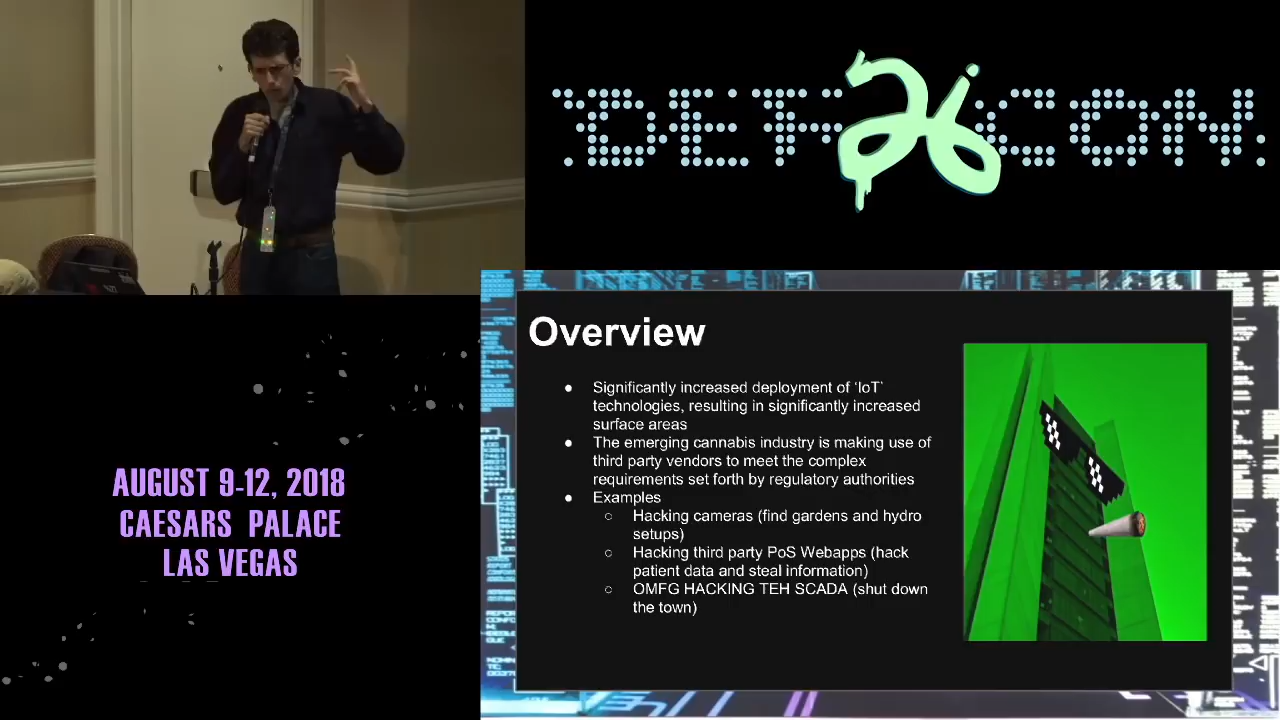 DEF 26 CON.
AUGUST 9-12, 2018
CAESARS PALACE
LAS VEGAS
Overview
● Significantly increased deployment of 'IoT'
technologies, resulting in significantly increased
surface areas
● The emerging cannabis industry is making use of
third party vendors to meet the complex
requirements set forth by regulatory authorities
● Examples
○ Hacking cameras (find gardens and hydro
setups)
○ Hacking third party PoS Webapps (hack
patient data and steal information)
○ OMFG HACKING TEH SCADA (shut down
the town)